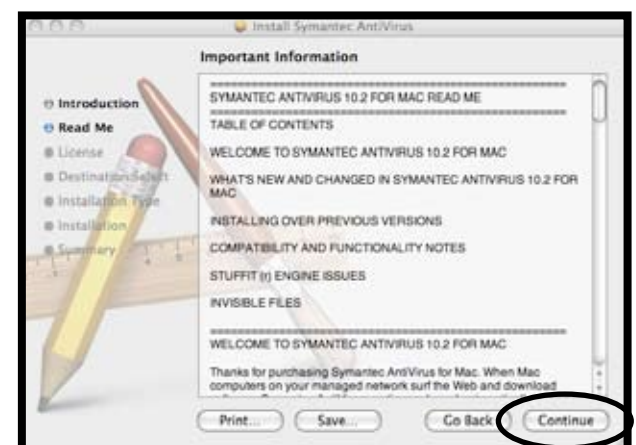 Install Symantec AntiVirus
Important Information
Introduction
Read Me
License
Destination Select
Installation Type
Installation
Summary
SYMANTEC ANTIVIRUS 10.2 FOR MAC READ ME
TABLE OF CONTENTS
WELCOME TO SYMANTEC ANTIVIRUS 10.2 FOR MAC
WHAT'S NEW AND CHANGED IN SYMANTEC ANTIVIRUS 10.2 FOR
MAC
INSTALLING OVER PREVIOUS VERSIONS
COMPATIBILITY AND FUNCTIONALITY NOTES
STUFFIT (r) ENGINE ISSUES
INVISIBLE FILES
WELCOME TO SYMANTEC ANTIVIRUS 10.2 FOR MAC
Thanks for purchasing Symantec AntiVirus for Mac. When Mac
computers on your managed network surf the Web and download
Print...
Save...
Go Back
Continue